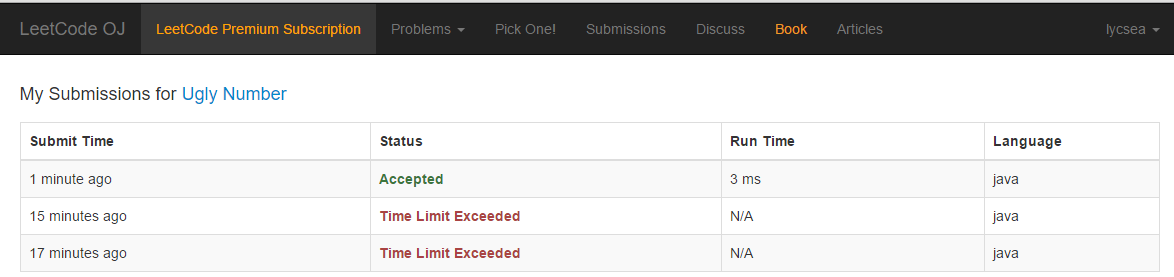 LeetCode OJ LeetCode Premium Subscription Problems Pick One! Submissions Discuss Book Articles lycsea
My Submissions for Ugly Number
Submit Time Status Run Time Language
1 minute ago Accepted 3 ms java
15 minutes ago Time Limit Exceeded N/A java
17 minutes ago Time Limit Exceeded N/A java